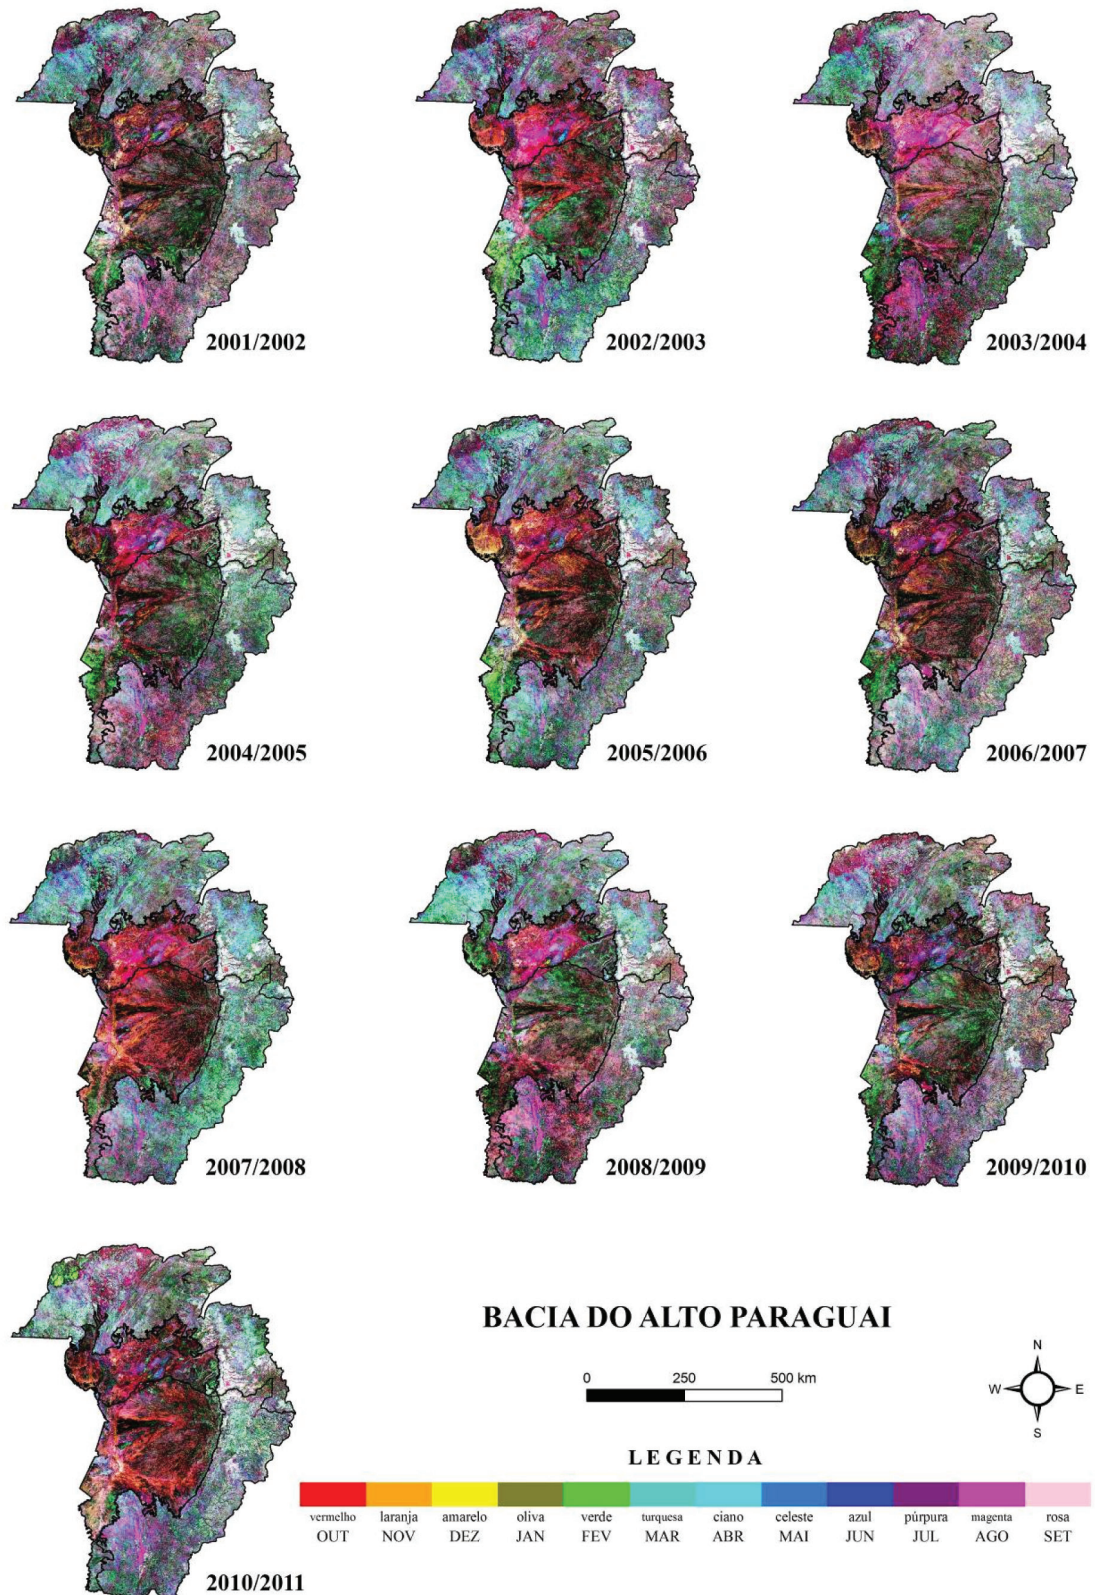 2001/2002
2002/2003
2003/2004
2004/2005
2005/2006
2006/2007
2007/2008
2008/2009
2009/2010
2010/2011
BACIA DO ALTO PARAGUAI
0 250 500 km
N
W E
S
LEGENDA
vermelho laranja amarelo oliva verde turquesa ciano celeste azul púrpura magenta rosa
OUT NOV DEZ JAN FEV MAR ABR MAI JUN JUL AGO SET